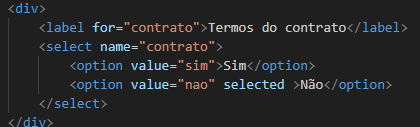 <div>
<label for="contrato">Termos do contrato</label>
<select name="contrato">
<option value="sim">Sim</option>
<option value="nao" selected >Não</option>
</select>
</div>